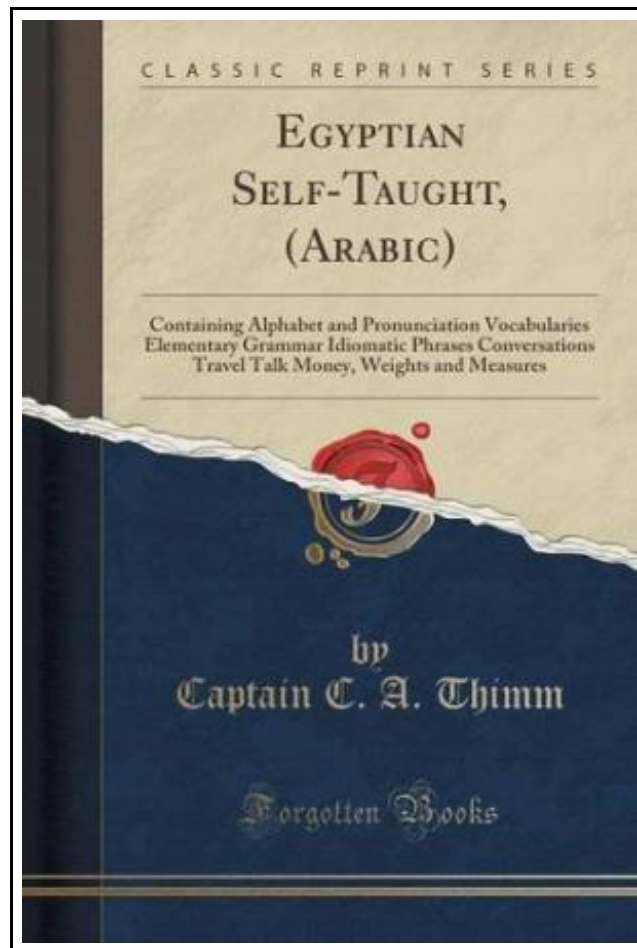 CLASSIC REPRINT SERIES
EGYPTIAN
SELF-TAUGHT,
(ARABIC)
Containing Alphabet and Pronunciation Vocabularies
Elementary Grammar Idiomatic Phrases Conversations
Travel Talk Money, Weights and Measures
by
Captain C. A. Thimm
Forgotten Books